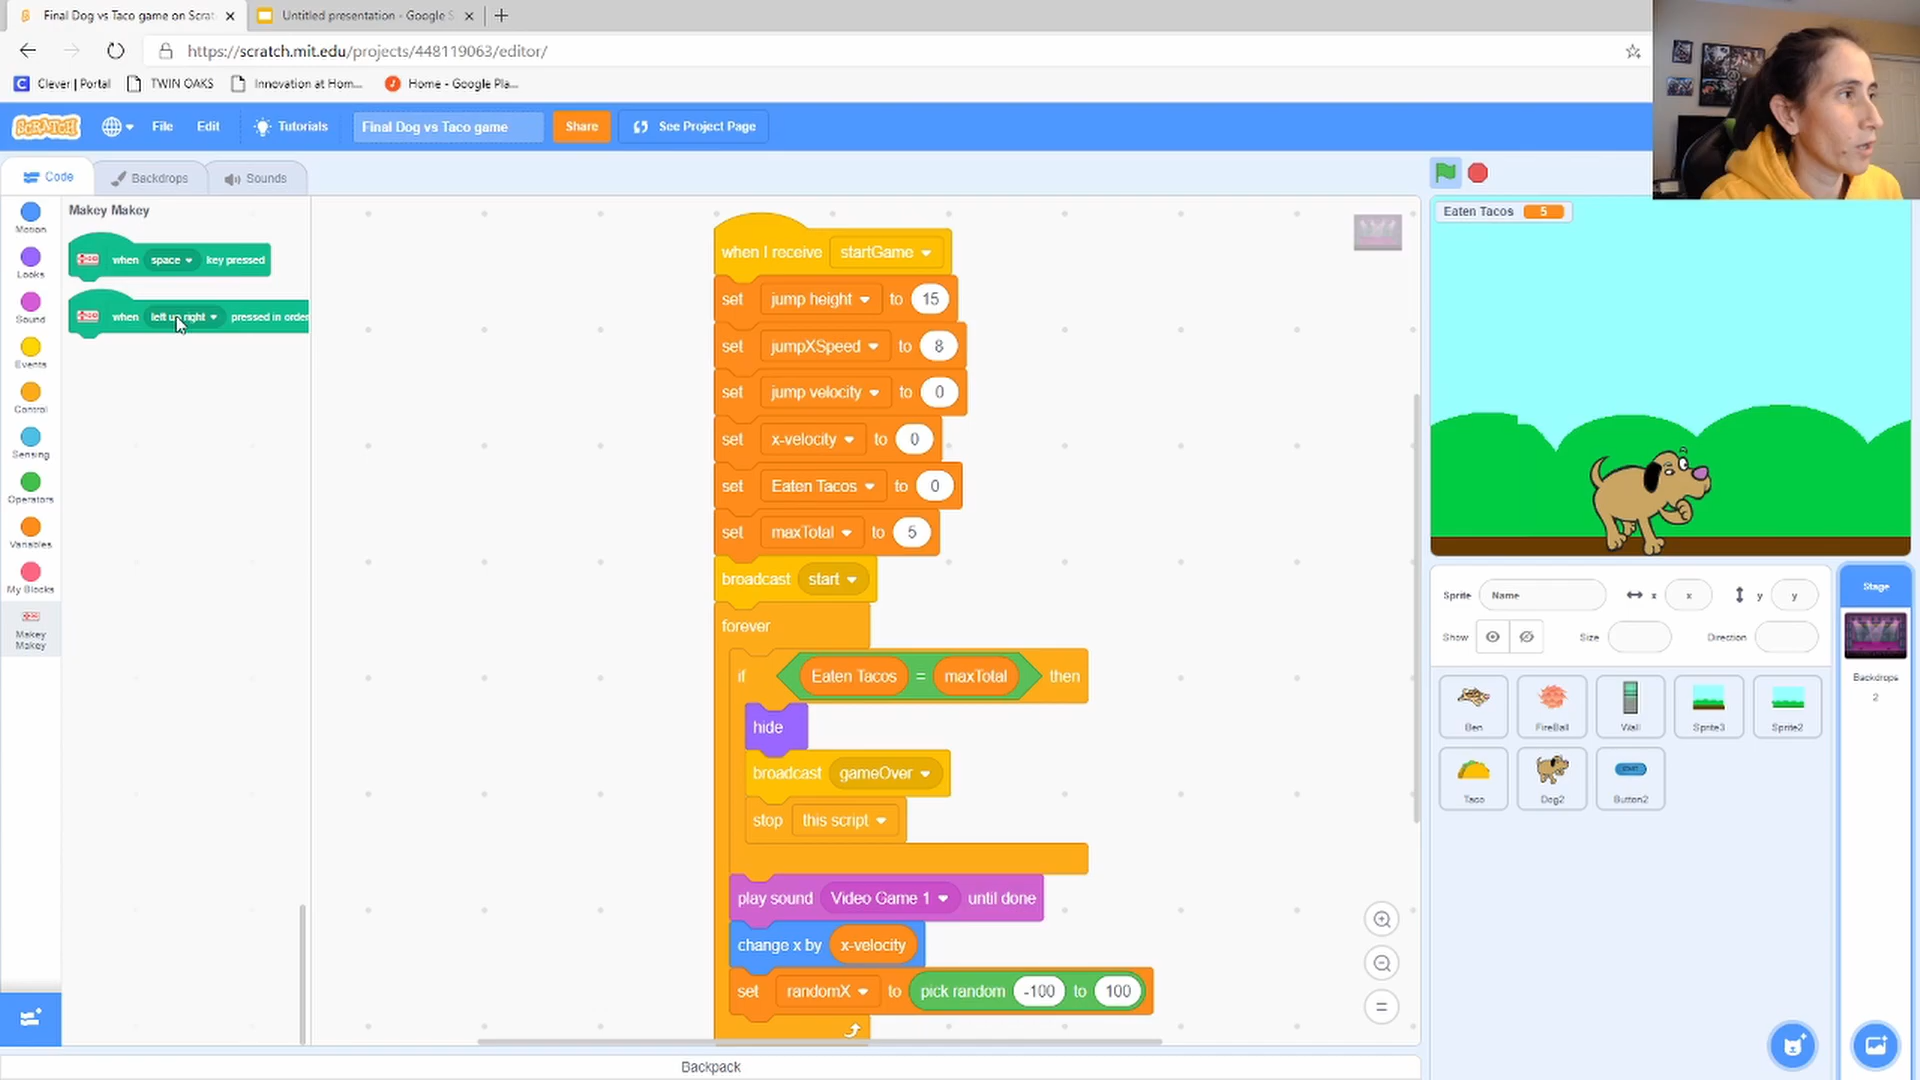 Final Dog vs Taco game on Scrat
Untitled presentation - Google S
https://scratch.mit.edu/projects/448119063/editor/
Clever | Portal
TWIN OAKS
Innovation at Hom...
Home - Google Pla...
SCRATCH
File
Edit
Tutorials
Final Dog vs Taco game
Share
See Project Page
Code
Backdrops
Sounds
Motion
Looks
Sound
Events
Control
Sensing
Operators
Variables
My Blocks
Makey
Makey
Makey Makey
when space key pressed
when left up right pressed in order
when I receive startGame
set jump height to 15
set jumpXSpeed to 8
set jump velocity to 0
set x-velocity to 0
set Eaten Tacos to 0
set maxTotal to 5
broadcast start
forever
if Eaten Tacos = maxTotal then
hide
broadcast gameOver
stop this script
play sound Video Game 1 until done
change x by x-velocity
set randomX to pick random -100 to 100
Backpack
Eaten Tacos 5
Sprite Name x x y y
Show Size Direction
Ben
FireBall
Wall
Sprite3
Sprite2
Taco
Dog2
Button2
START
Stage
Backdrops
2